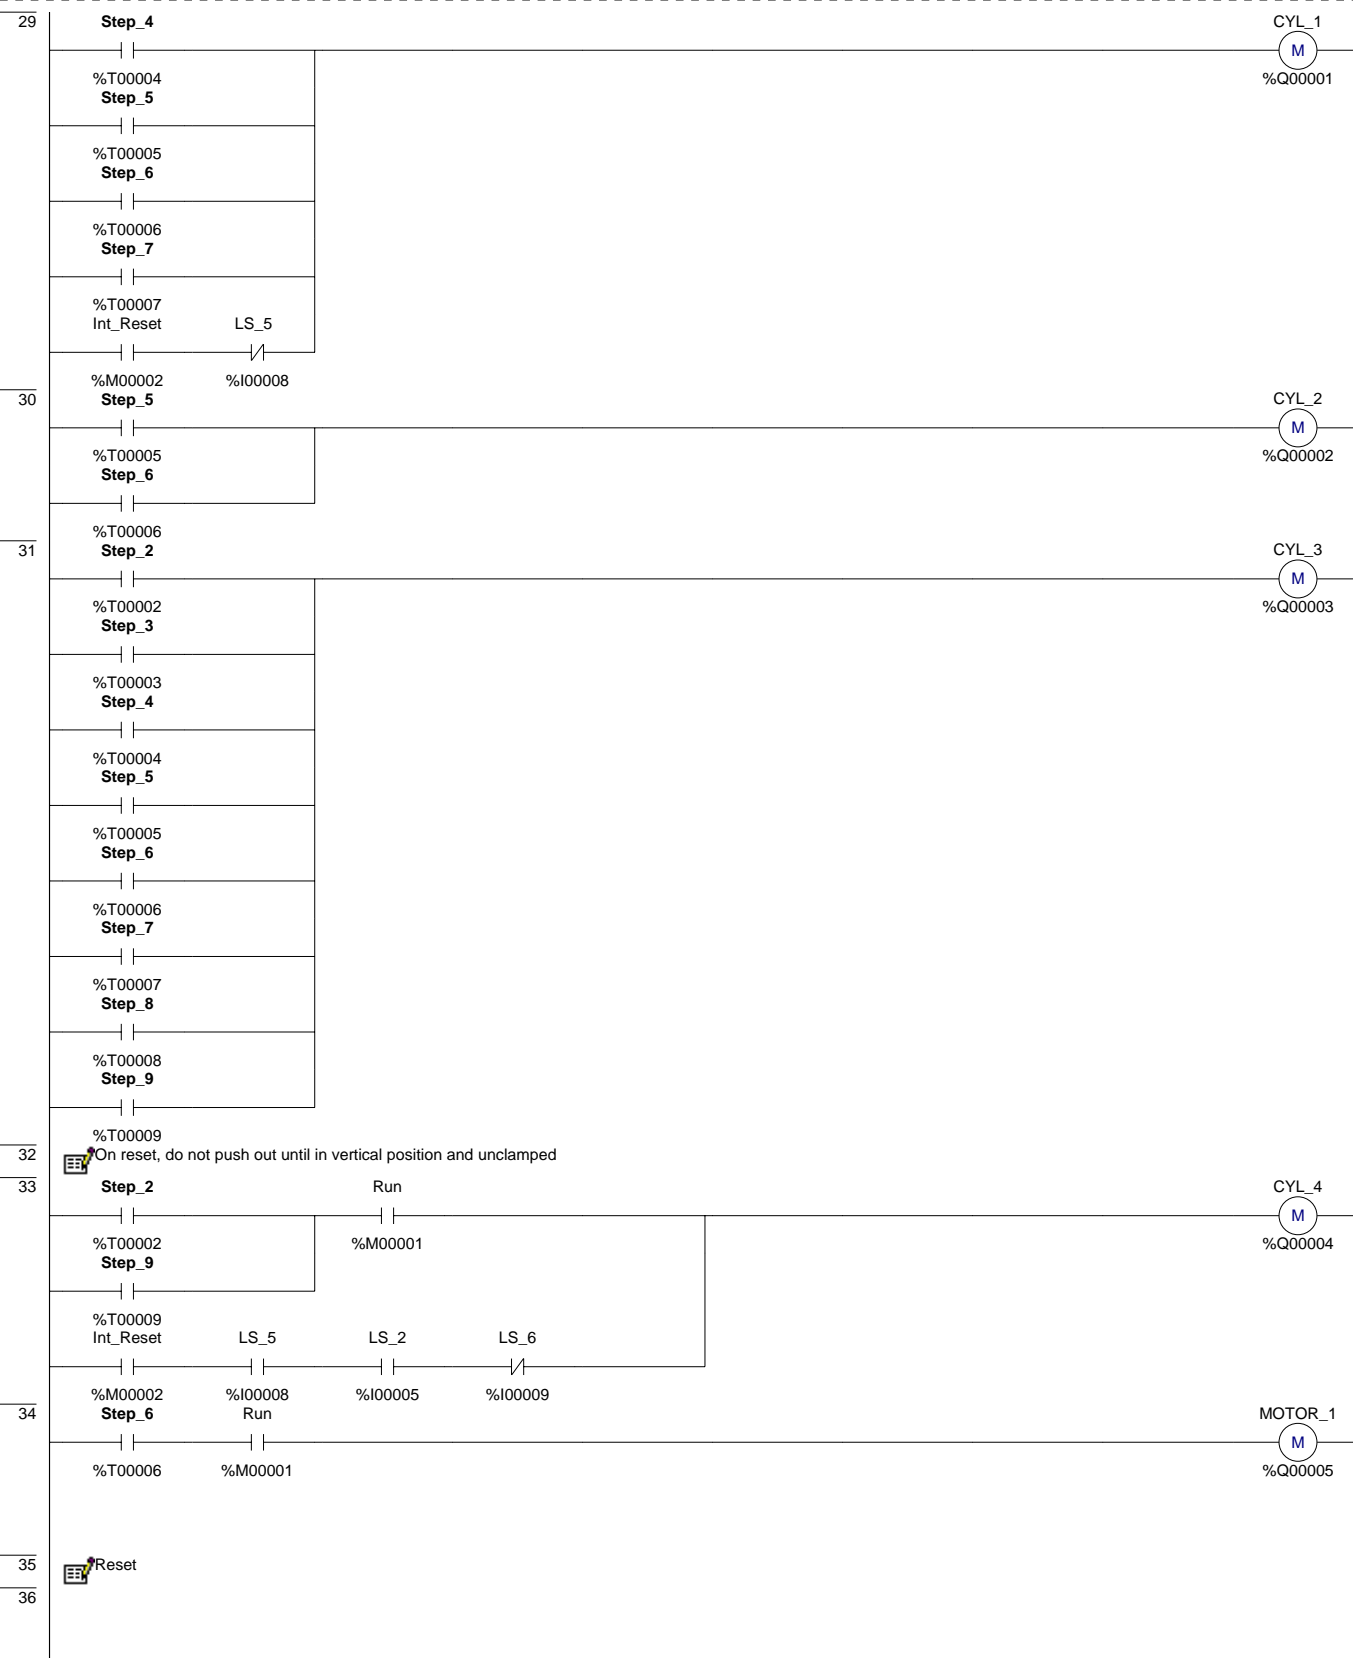 29 Step_4 CYL_1
M
%T00004 %Q00001
Step_5
%T00005
Step_6
%T00006
Step_7
%T00007
Int_Reset LS_5
%M00002 %I00008
30 Step_5 CYL_2
M
%T00005 %Q00002
Step_6
%T00006
31 Step_2 CYL_3
M
%T00002 %Q00003
Step_3
%T00003
Step_4
%T00004
Step_5
%T00005
Step_6
%T00006
Step_7
%T00007
Step_8
%T00008
Step_9
%T00009
32 On reset, do not push out until in vertical position and unclamped
33 Step_2 Run CYL_4
M
%T00002 %M00001 %Q00004
Step_9
%T00009
Int_Reset LS_5 LS_2 LS_6
%M00002 %I00008 %I00005 %I00009
34 Step_6 Run MOTOR_1
M
%T00006 %M00001 %Q00005
35 Reset
36